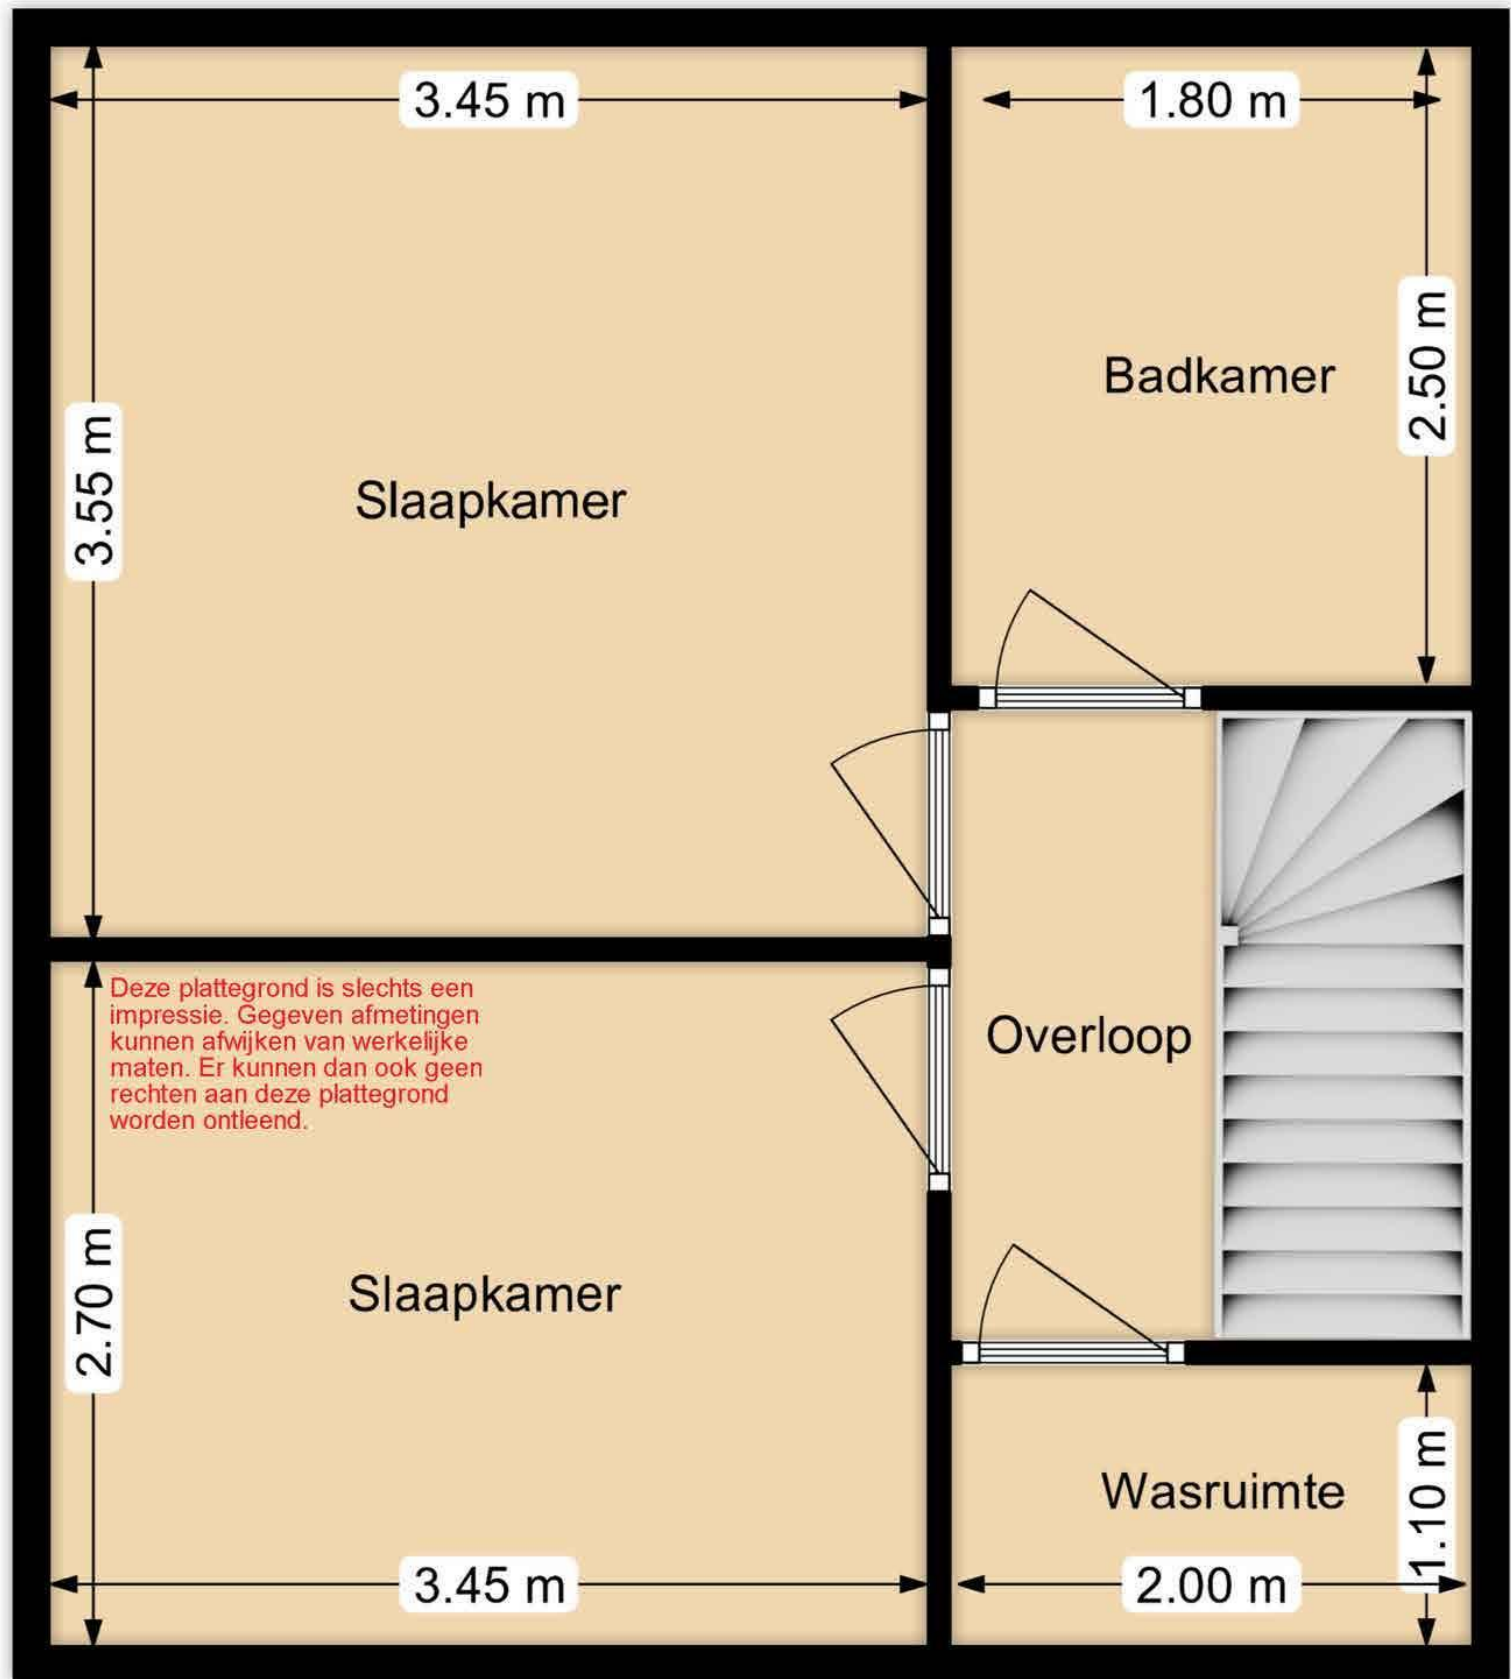 3.45 m
1.80 m
2.50 m
Badkamer
3.55 m
Slaapkamer
Deze plattegrond is slechts een
impressie. Gegeven afmetingen
kunnen afwijken van werkelijke
maten. Er kunnen dan ook geen
rechten aan deze plattegrond
worden ontleend.
Overloop
2.70 m
Slaapkamer
Wasruimte
1.10 m
3.45 m
2.00 m